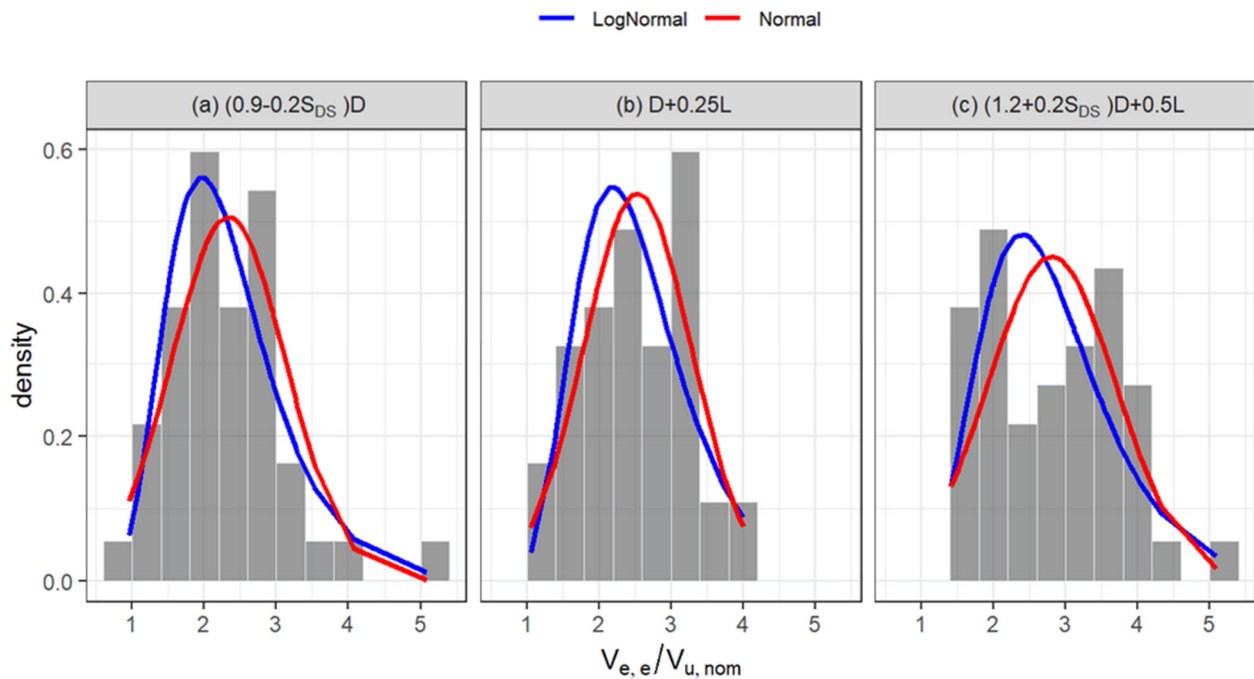 LogNormal Normal
(a) (0.9-0.2S_DS )D (b) D+0.25L (c) (1.2+0.2S_DS )D+0.5L
0.6
0.4
0.2
0.0
density
1 2 3 4 5 1 2 3 4 5 1 2 3 4 5
V_e, e/V_u, nom